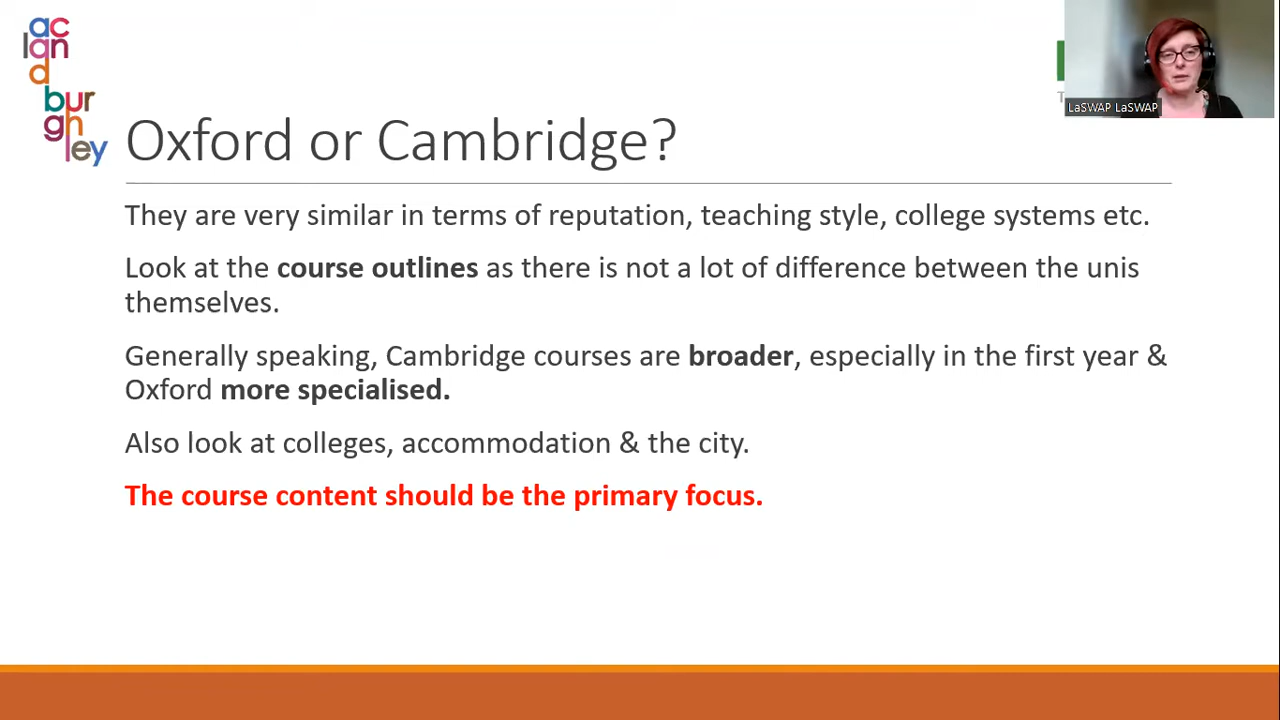 ac
lan
d
bur
gh
ley
LaSWAP LaSWAP
Oxford or Cambridge?
They are very similar in terms of reputation, teaching style, college systems etc.
Look at the course outlines as there is not a lot of difference between the unis
themselves.
Generally speaking, Cambridge courses are broader, especially in the first year &
Oxford more specialised.
Also look at colleges, accommodation & the city.
The course content should be the primary focus.